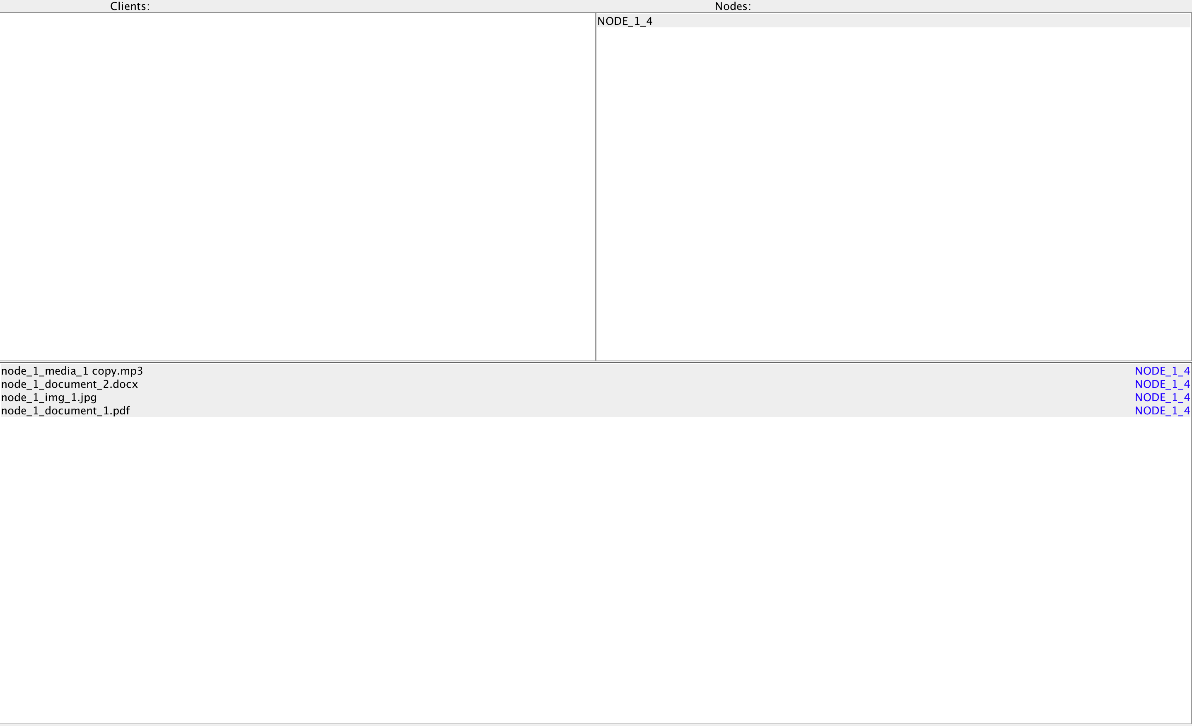 Clients: Nodes:
NODE_1_4
node_1_media_1 copy.mp3 NODE_1_4
node_1_document_2.docx NODE_1_4
node_1_img_1.jpg NODE_1_4
node_1_document_1.pdf NODE_1_4